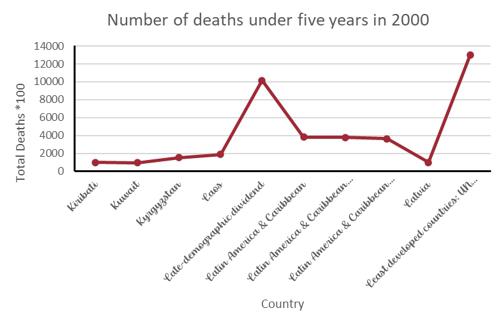 Number of deaths under five years in 2000
Total Deaths *100
14000
12000
10000
8000
6000
4000
2000
0
Kiribati
Kuwait
Kyrgyzstan
Laos
Late-demographic dividend
Latin America & Caribbean
Latin America & Caribbean...
Latin America & Caribbean...
Latvia
Least developed countries: UN...
Country